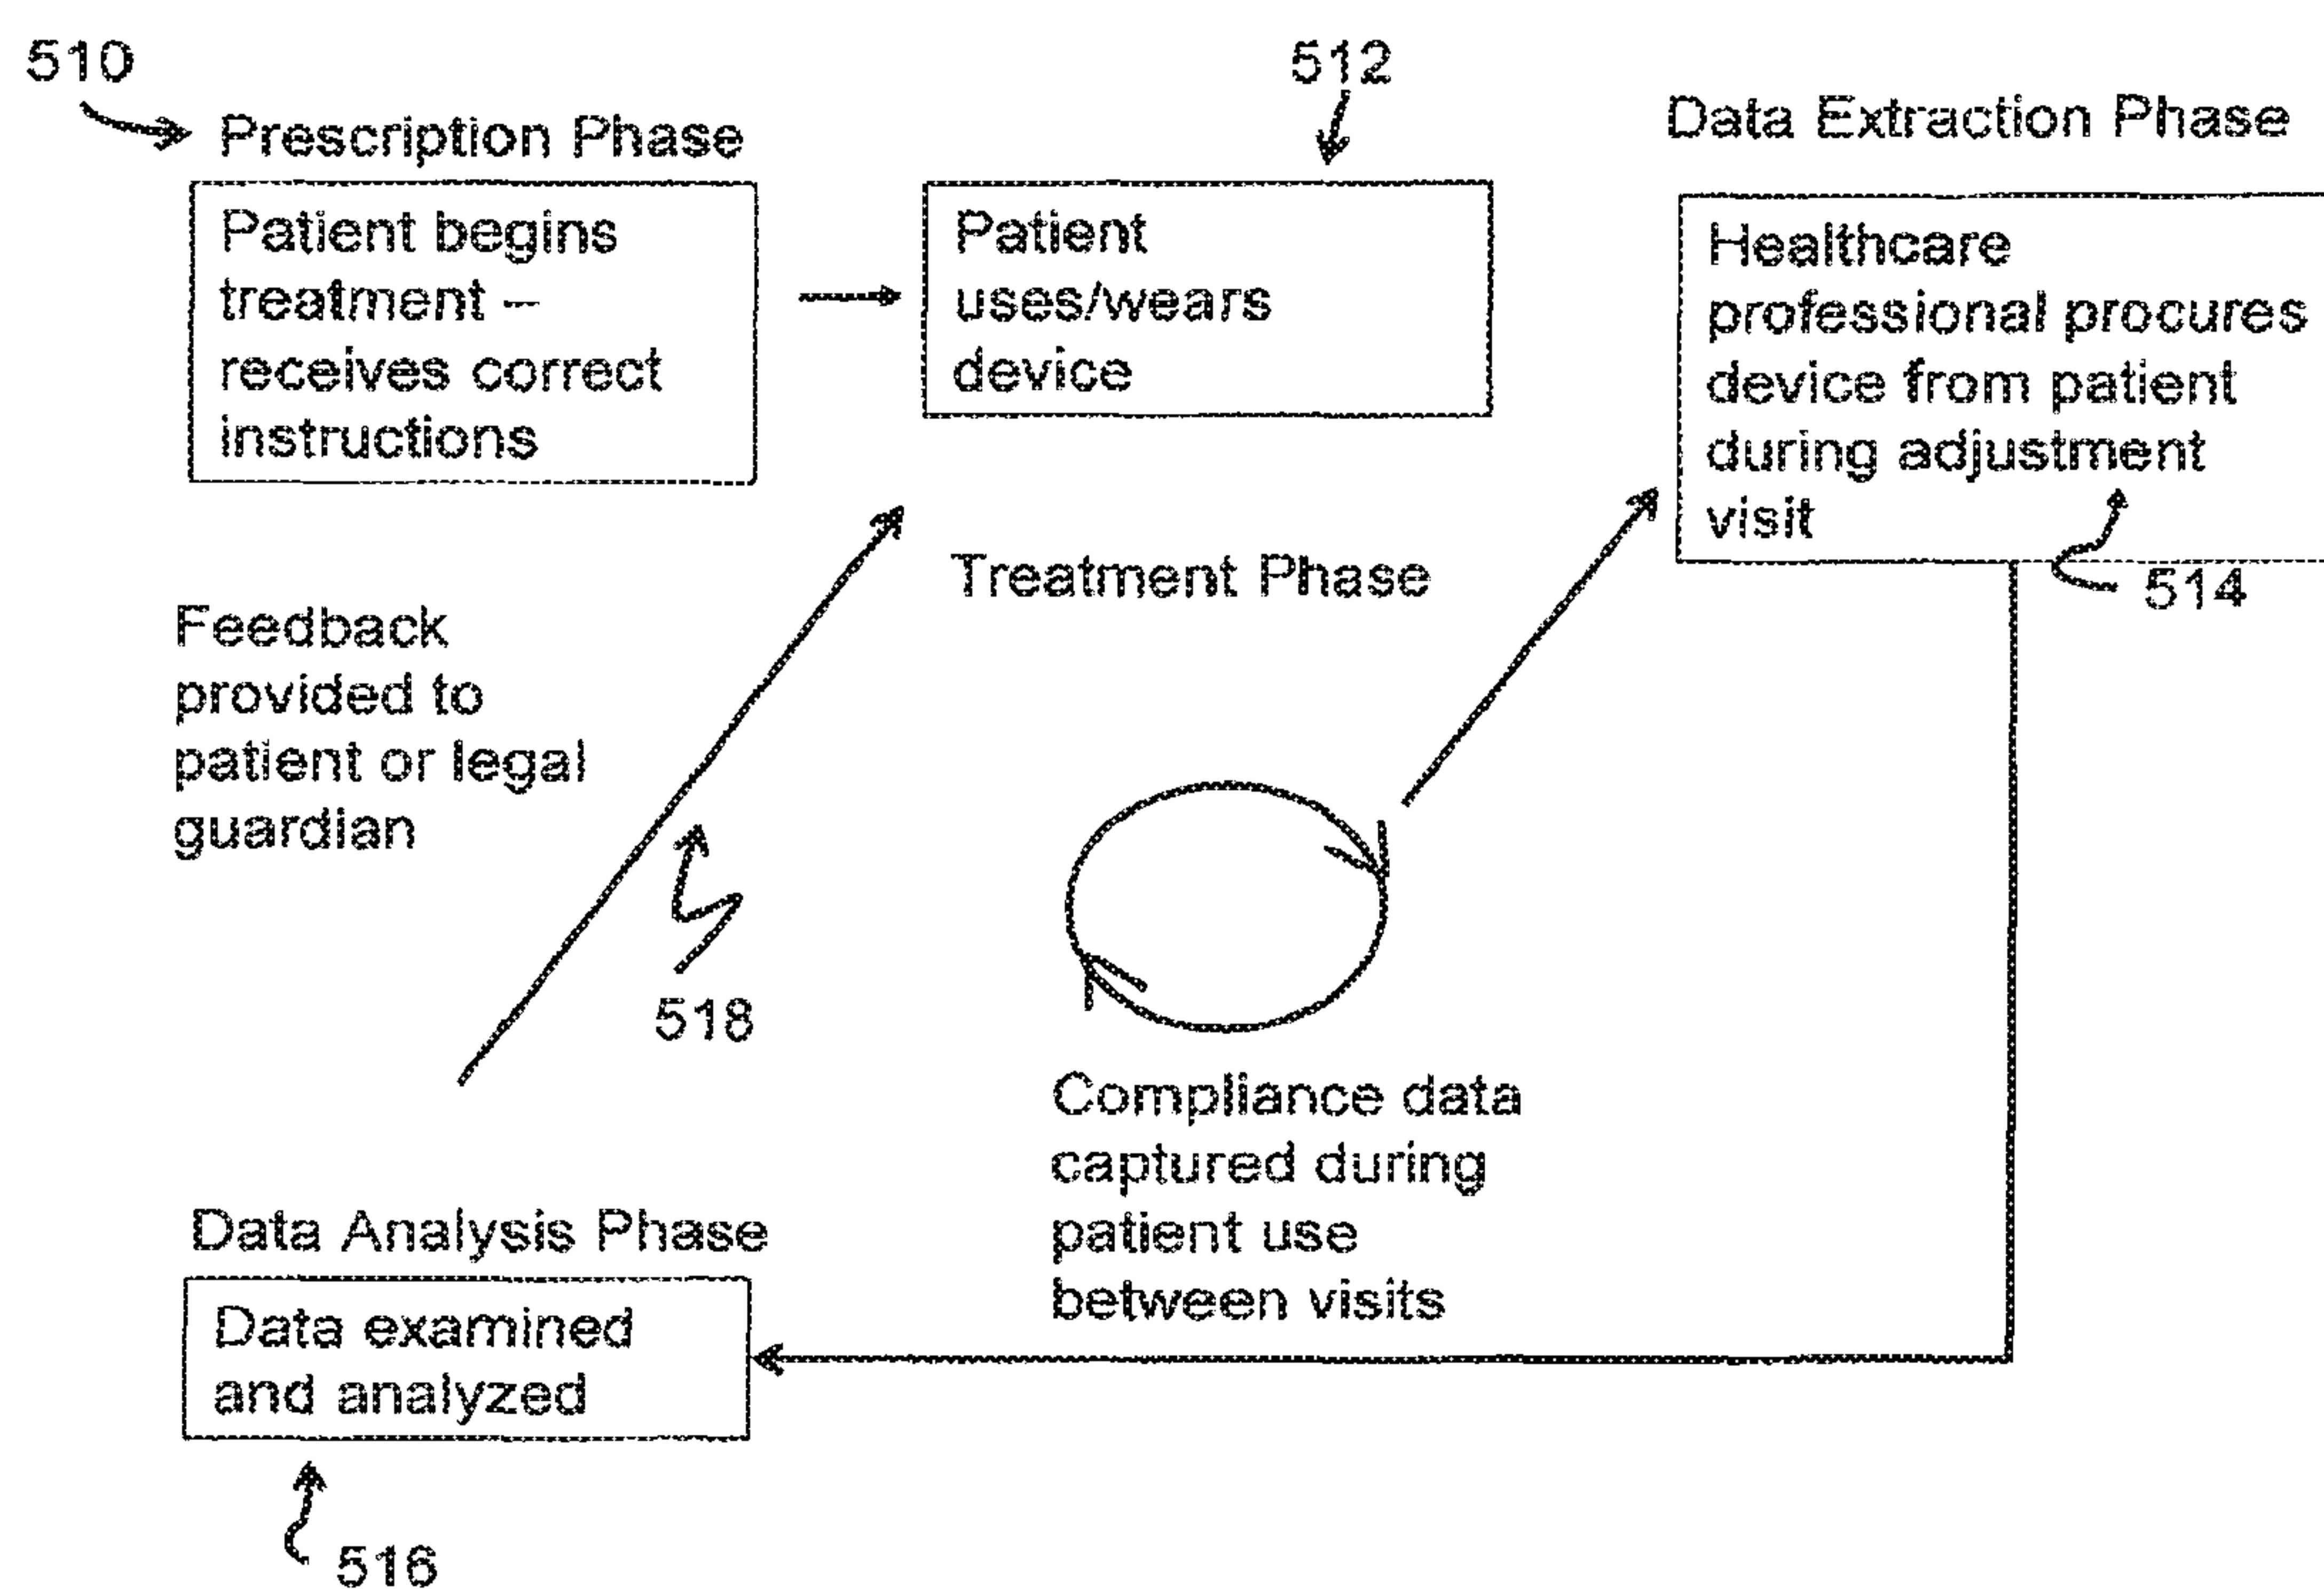 510
Prescription Phase
Patient begins
treatment –
receives correct
instructions
512
Patient
uses/wears
device
Data Extraction Phase
Healthcare
professional procures
device from patient
during adjustment
visit
514
Treatment Phase
Feedback
provided to
patient or legal
guardian
518
Compliance data
captured during
patient use
between visits
Data Analysis Phase
Data examined
and analyzed
516